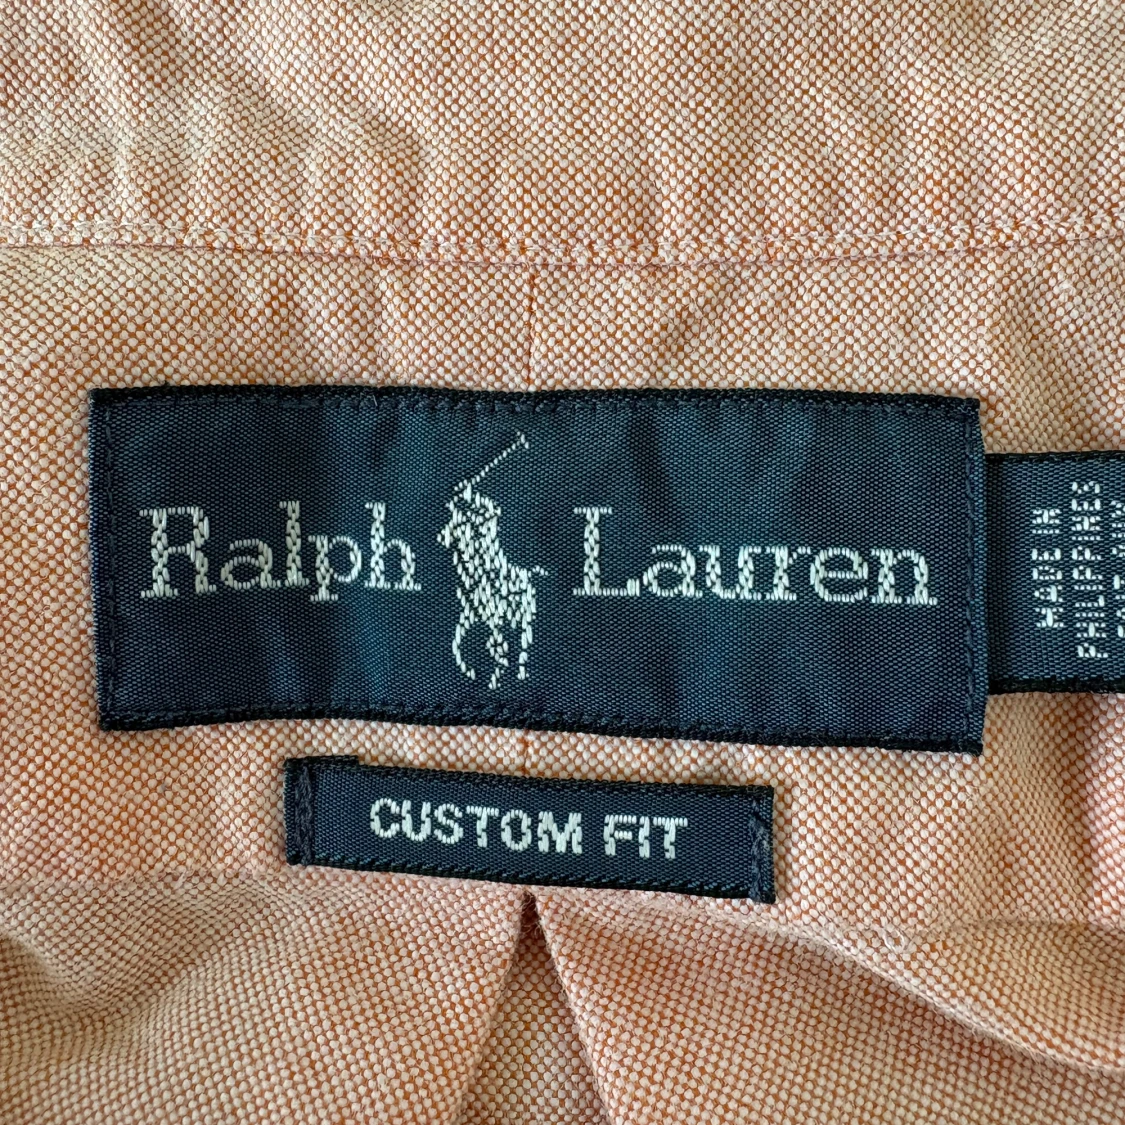 Ralph Lauren
CUSTOM FIT
MADE IN
PHILIPPINES